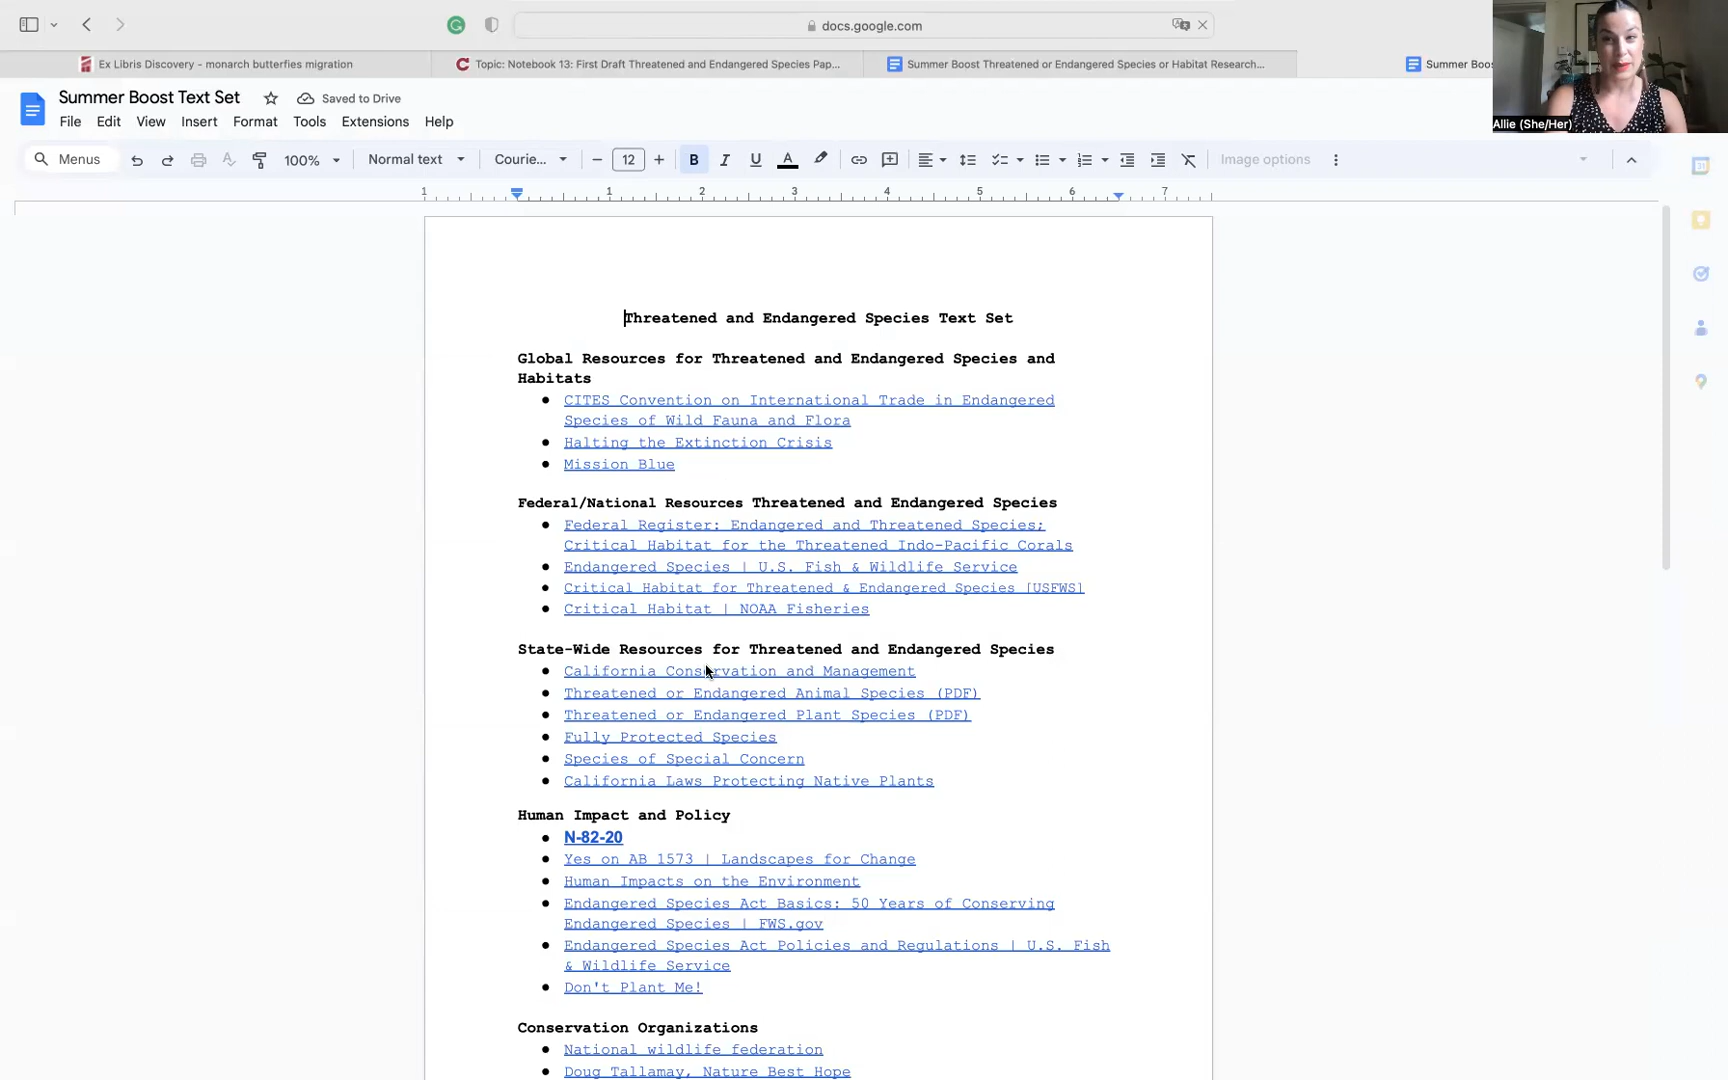 docs.google.com
Ex Libris Discovery - monarch butterfies migration
Topic: Notebook 13: First Draft Threatened and Endangered Species Pap...
Summer Boost Threatened or Endangered Species or Habitat Research...
Summer Boos
Allie (She/Her)
Summer Boost Text Set
Saved to Drive
File Edit View Insert Format Tools Extensions Help
Menus 100% Normal text Courie... 12 B I U A Image options
1 1 2 3 4 5 6 7
Threatened and Endangered Species Text Set
Global Resources for Threatened and Endangered Species and
Habitats
● CITES Convention on International Trade in Endangered
Species of Wild Fauna and Flora
● Halting the Extinction Crisis
● Mission Blue
Federal/National Resources Threatened and Endangered Species
● Federal Register: Endangered and Threatened Species;
Critical Habitat for the Threatened Indo-Pacific Corals
● Endangered Species | U.S. Fish & Wildlife Service
● Critical Habitat for Threatened & Endangered Species [USFWS]
● Critical Habitat | NOAA Fisheries
State-Wide Resources for Threatened and Endangered Species
● California Conservation and Management
● Threatened or Endangered Animal Species (PDF)
● Threatened or Endangered Plant Species (PDF)
● Fully Protected Species
● Species of Special Concern
● California Laws Protecting Native Plants
Human Impact and Policy
● N-82-20
● Yes on AB 1573 | Landscapes for Change
● Human Impacts on the Environment
● Endangered Species Act Basics: 50 Years of Conserving
Endangered Species | FWS.gov
● Endangered Species Act Policies and Regulations | U.S. Fish
& Wildlife Service
● Don't Plant Me!
Conservation Organizations
● National wildlife federation
● Doug Tallamay, Nature Best Hope